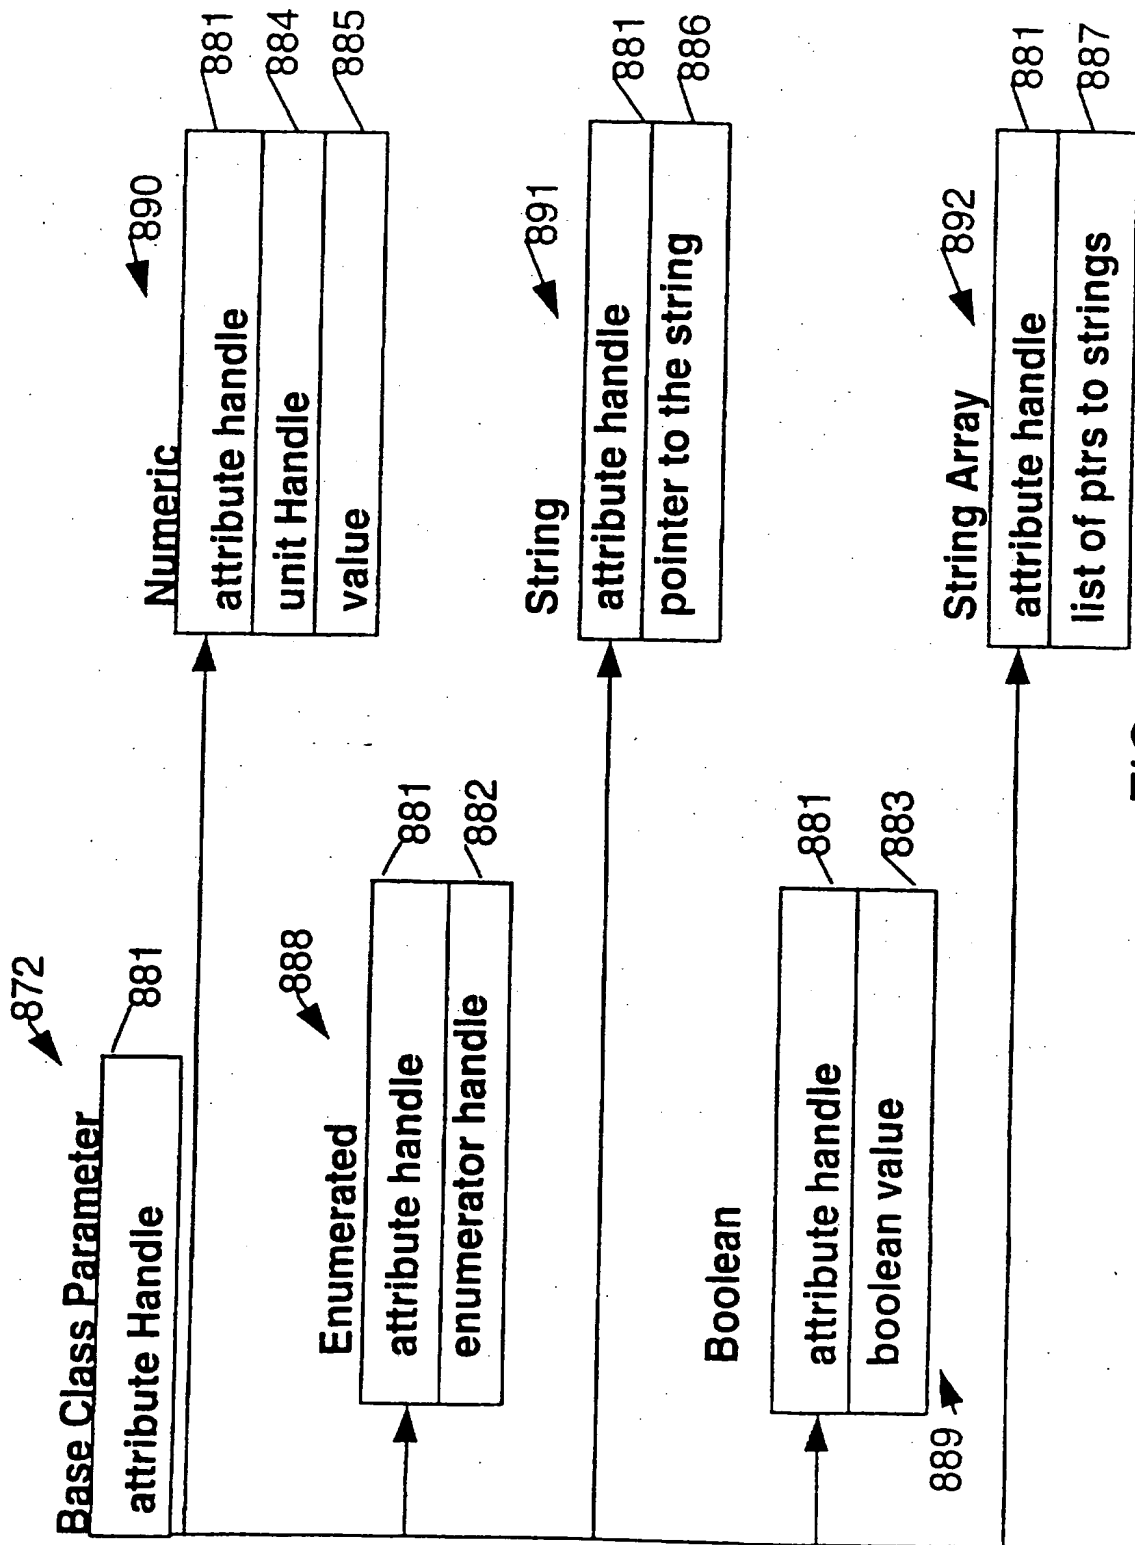 872
Base Class Parameter
881
attribute Handle
890
Numeric
881
attribute handle
884
unit Handle
885
value
888
Enumerated
881
attribute handle
882
enumerator handle
891
String
881
attribute handle
886
pointer to the string
Boolean
881
attribute handle
883
boolean value
889
892
String Array
881
attribute handle
887
list of ptrs to strings